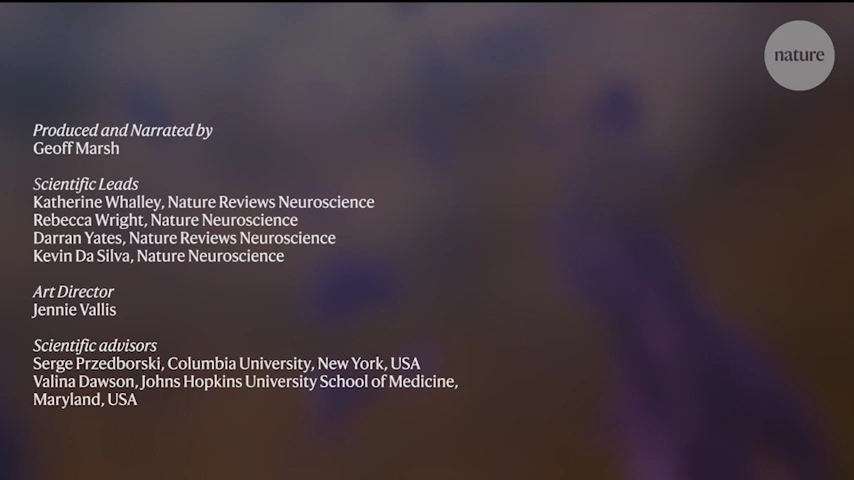 nature
Produced and Narrated by
Geoff Marsh
Scientific Leads
Katherine Whalley, Nature Reviews Neuroscience
Rebecca Wright, Nature Neuroscience
Darran Yates, Nature Reviews Neuroscience
Kevin Da Silva, Nature Neuroscience
Art Director
Jennie Vallis
Scientific advisors
Serge Przedborski, Columbia University, New York, USA
Valina Dawson, Johns Hopkins University School of Medicine,
Maryland, USA